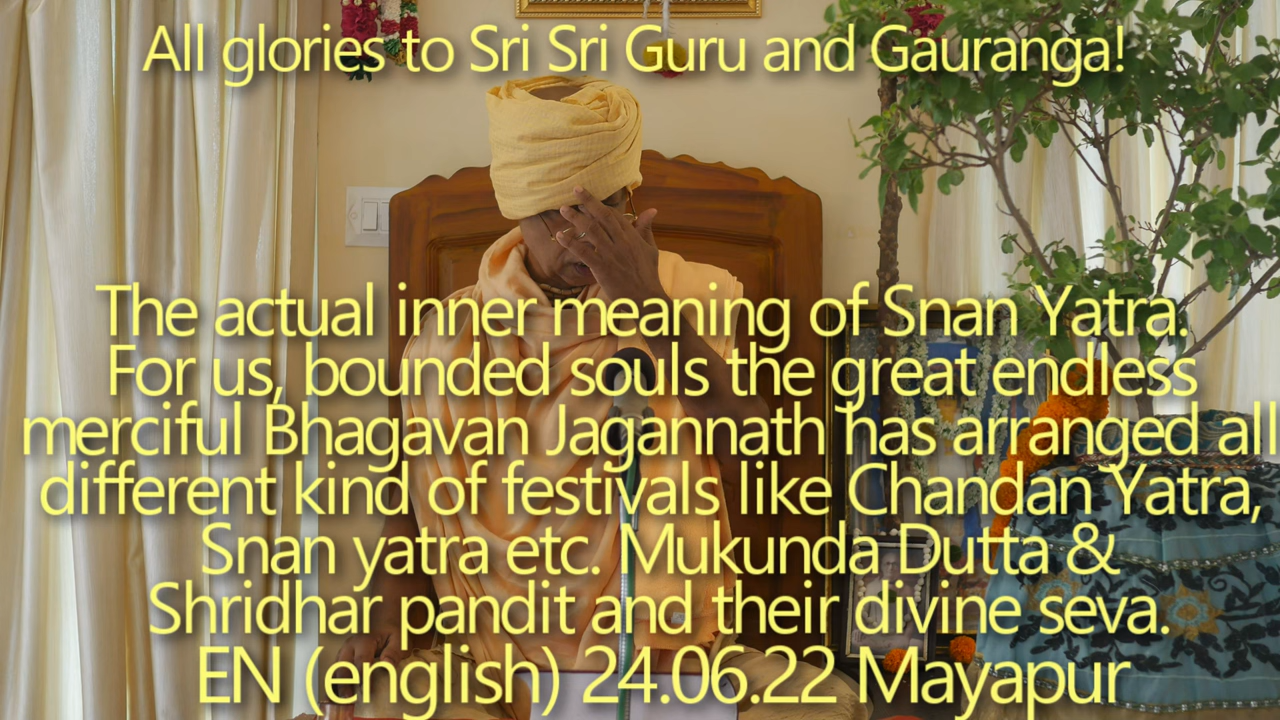 All glories to Sri Sri Guru and Gauranga!
The actual inner meaning of Snan Yatra.
For us, bounded souls the great endless
merciful Bhagavan Jagannath has arranged all
different kind of festivals like Chandan Yatra,
Snan yatra etc. Mukunda Dutta &
Shridhar pandit and their divine seva.
EN (english) 24.06.22 Mayapur